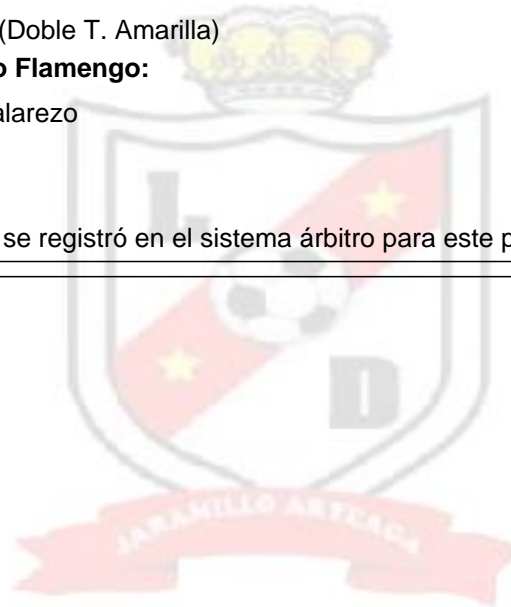 (Doble T. Amarilla)
o Flamengo:
alarezo
se registró en el sistema árbitro para este p
L
D
JARAMILLO ARTEAGA